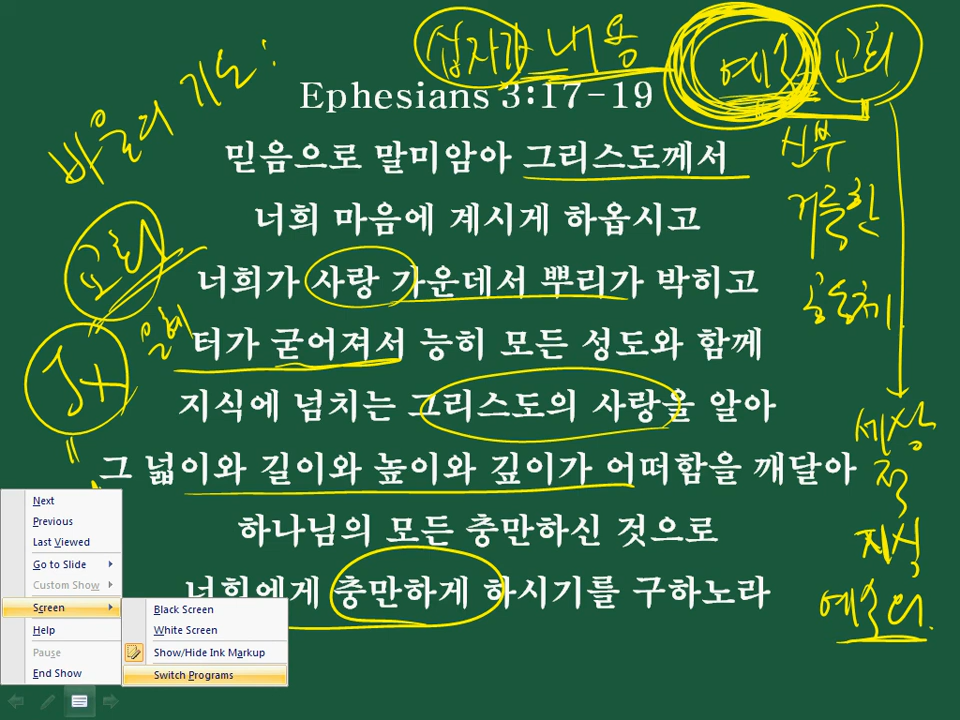 십자가 내용 예수 교회
바울의 기도:
Ephesians 3:17-19
믿음으로 말미암아 그리스도께서
너희 마음에 계시게 하옵시고
너희가 사랑 가운데서 뿌리가 박히고
터가 굳어져서 능히 모든 성도와 함께
지식에 넘치는 그리스도의 사랑을 알아
그 넓이와 길이와 높이와 깊이가 어떠함을 깨달아
하나님의 모든 충만하신 것으로
너희에게 충만하게 하시기를 구하노라
신부
거룩한
공동체
교회
세상
적
지식
Next
Previous
Last Viewed
Go to Slide
Custom Show
Screen
Help
Pause
End Show
Black Screen
White Screen
Show/Hide Ink Markup
Switch Programs